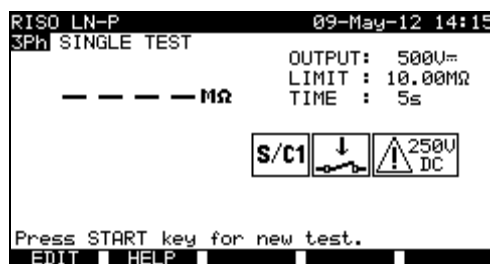 RISO LN-P 09-May-12 14:15
3Ph SINGLE TEST
OUTPUT: 500V⎓
LIMIT : 10.00MΩ
– – – – MΩ TIME : 5s
S/C1 250V
DC
Press START key for new test.
EDIT HELP